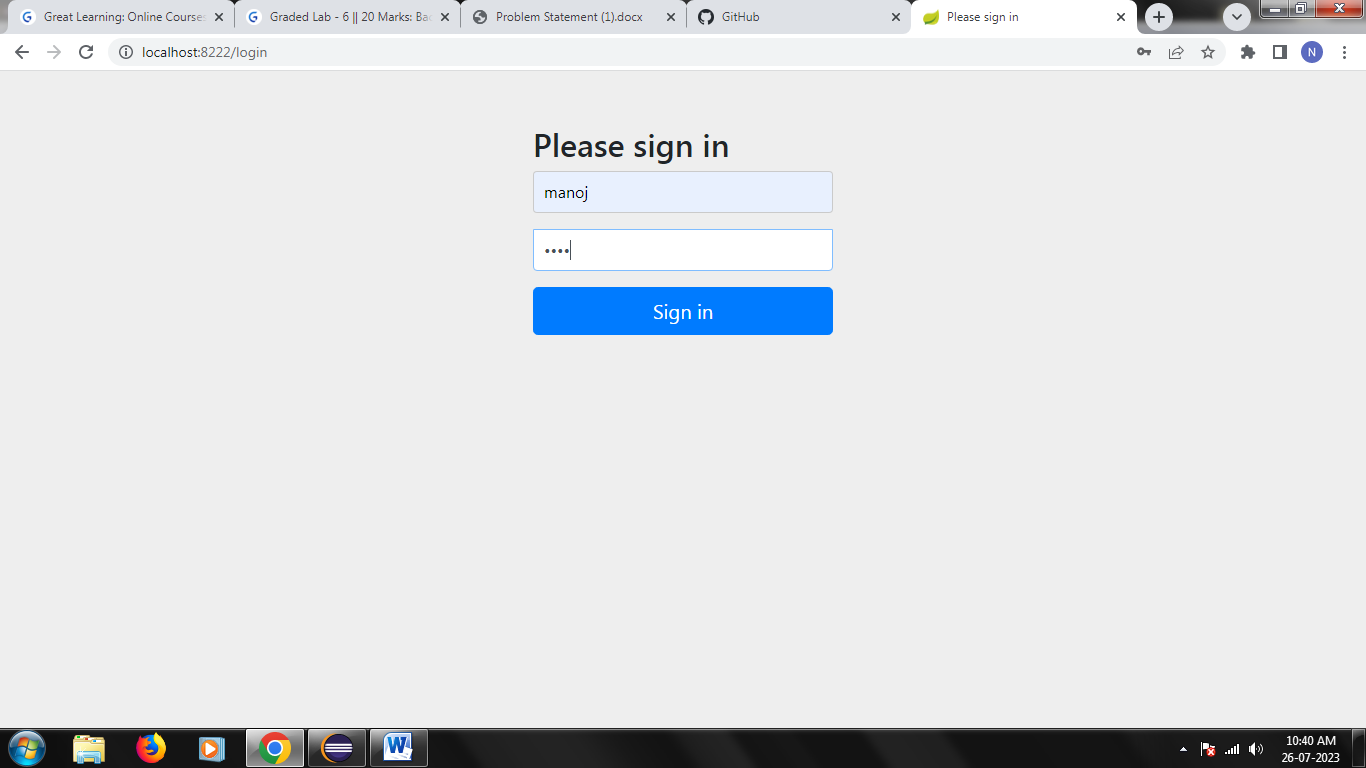 Great Learning: Online Courses
Graded Lab - 6 || 20 Marks: Ba
Problem Statement (1).docx
GitHub
Please sign in
localhost:8222/login
N
Please sign in
manoj
••••
Sign in
10:40 AM
26-07-2023